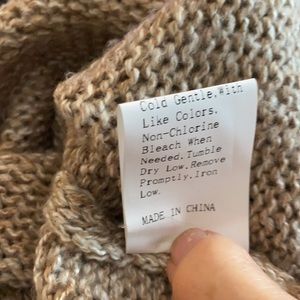 Cold Gentle.With
Like Colors.
Non-Chlorine
Bleach When
Needed.Tumble
Dry Low.Remove
Promptly.Iron
Low.
MADE IN CHINA